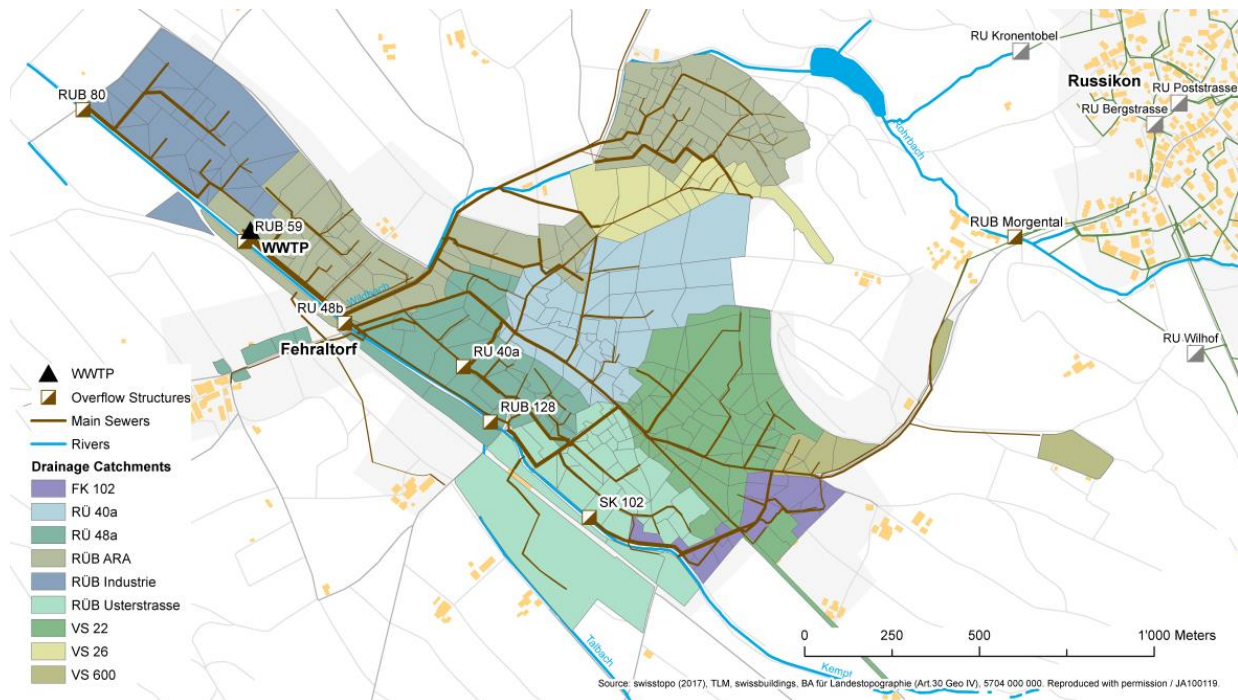 RU Kronentobel
Russikon
RU Poststrasse
RUB 80
RU Bergstrasse
Rohrbach
RUB Morgental
RUB 59
WWTP
Wildbach
RU 48b
RU Wilhof
Fehraltorf
RU 40a
RUB 128
SK 102
WWTP
Overflow Structures
Main Sewers
Rivers
Drainage Catchments
FK 102
RÜ 40a
RÜ 48a
RÜB ARA
RÜB Industrie
RÜB Usterstrasse
VS 22
VS 26
VS 600
Talbach
Kempt
0 250 500 1'000 Meters
Source: swisstopo (2017), TLM, swissbuildings, BA für Landestopographie (Art.30 Geo IV), 5704 000 000. Reproduced with permission / JA100119.